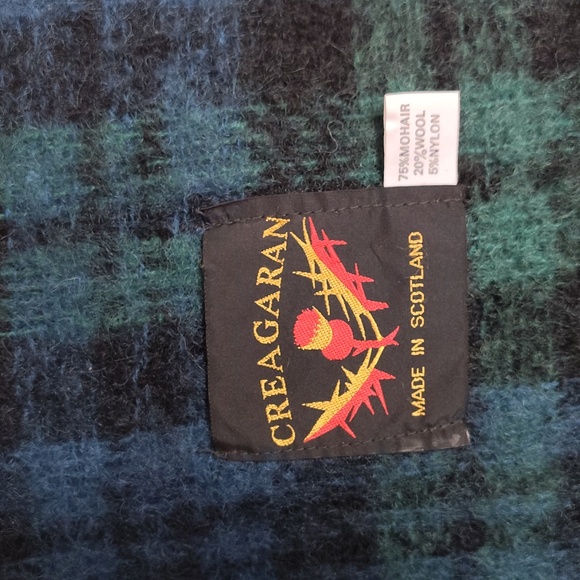 CREAGARAN
MADE IN SCOTLAND
75%MOHAIR
20%WOOL
5%NYLON